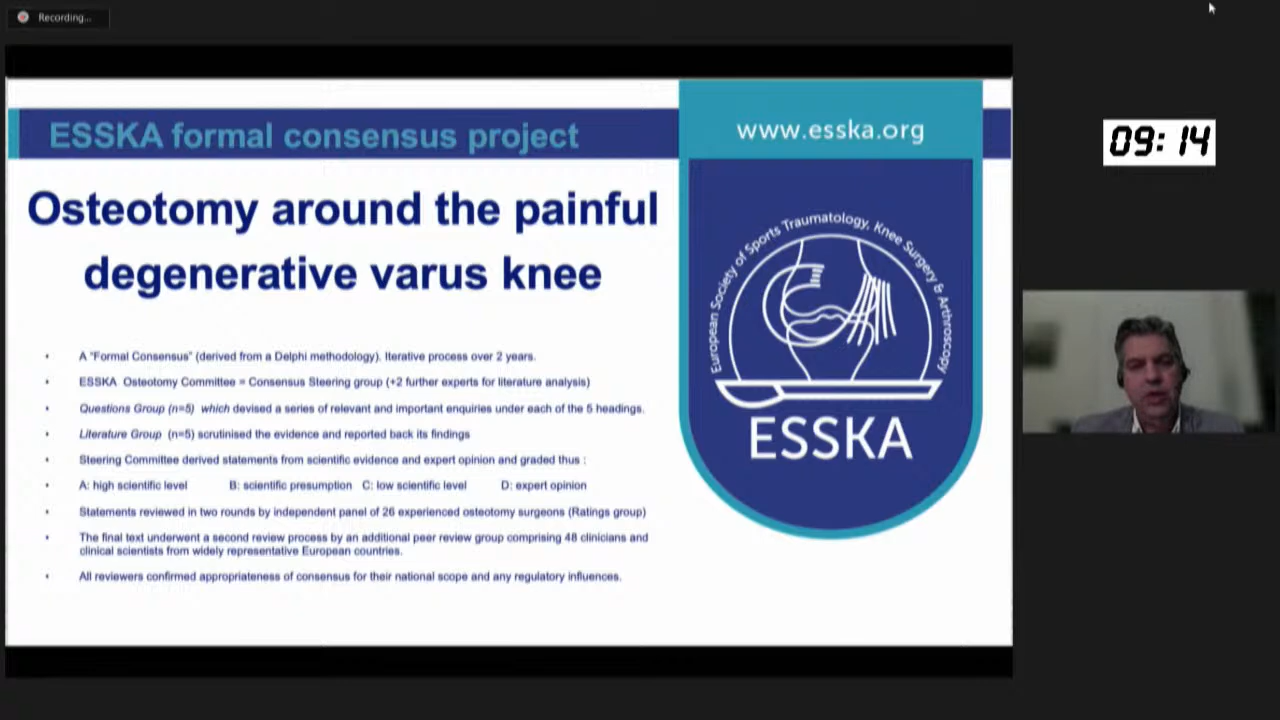 Recording...
ESSKA formal consensus project
www.esska.org
09:14
Osteotomy around the painful
degenerative varus knee
European Society of Sports Traumatology, Knee Surgery & Arthroscopy
ESSKA
• A "Formal Consensus" (derived from a Delphi methodology). Iterative process over 2 years.
• ESSKA Osteotomy Committee = Consensus Steering group (+2 further experts for literature analysis)
• Questions Group (n=5) which devised a series of relevant and important enquiries under each of the 5 headings.
• Literature Group (n=5) scrutinised the evidence and reported back its findings
• Steering Committee derived statements from scientific evidence and expert opinion and graded thus :
• A: high scientific level B: scientific presumption C: low scientific level D: expert opinion
• Statements reviewed in two rounds by independent panel of 26 experienced osteotomy surgeons (Ratings group)
• The final text underwent a second review process by an additional peer review group comprising 48 clinicians and
clinical scientists from widely representative European countries.
• All reviewers confirmed appropriateness of consensus for their national scope and any regulatory influences.